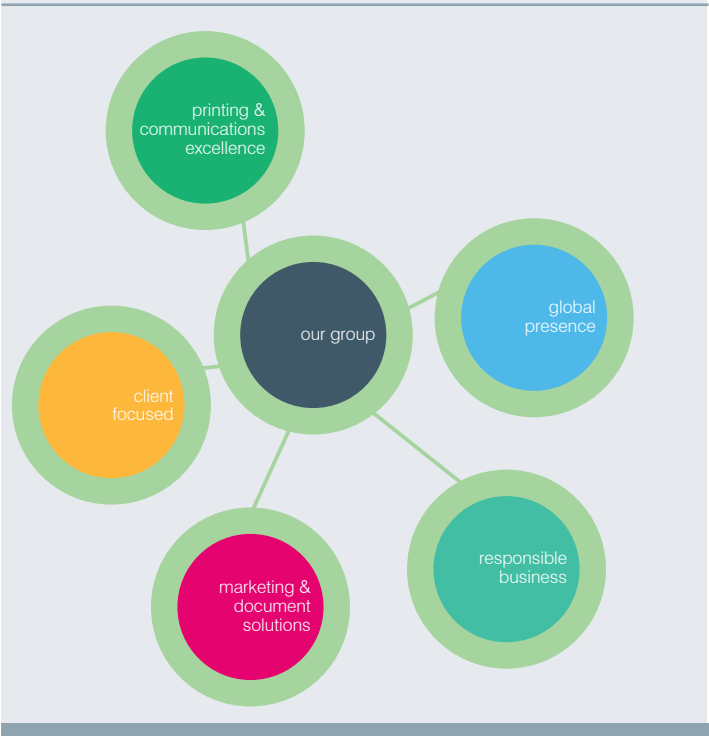 printing &
communications
excellence
global
presence
our group
client
focused
responsible
business
marketing &
document
solutions